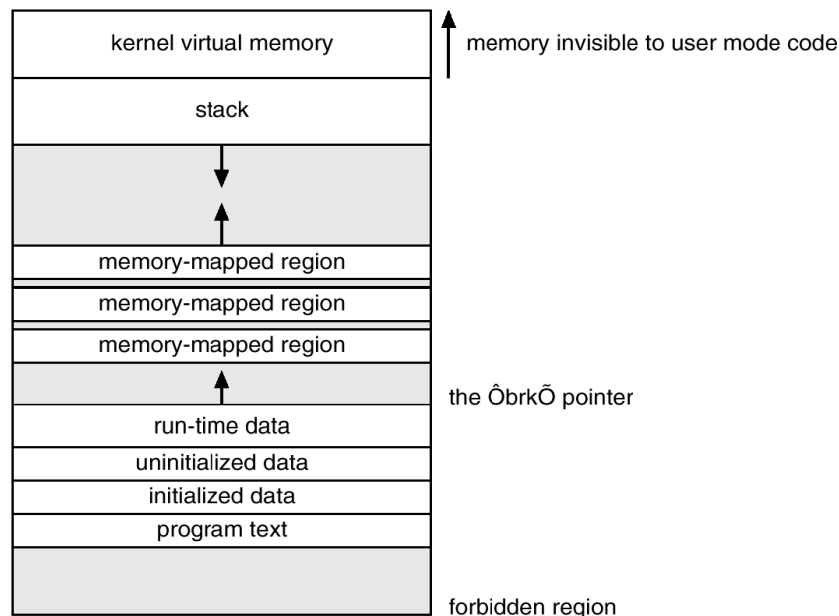 kernel virtual memory
memory invisible to user mode code
stack
memory-mapped region
memory-mapped region
memory-mapped region
the ÔbrkÕ pointer
run-time data
uninitialized data
initialized data
program text
forbidden region